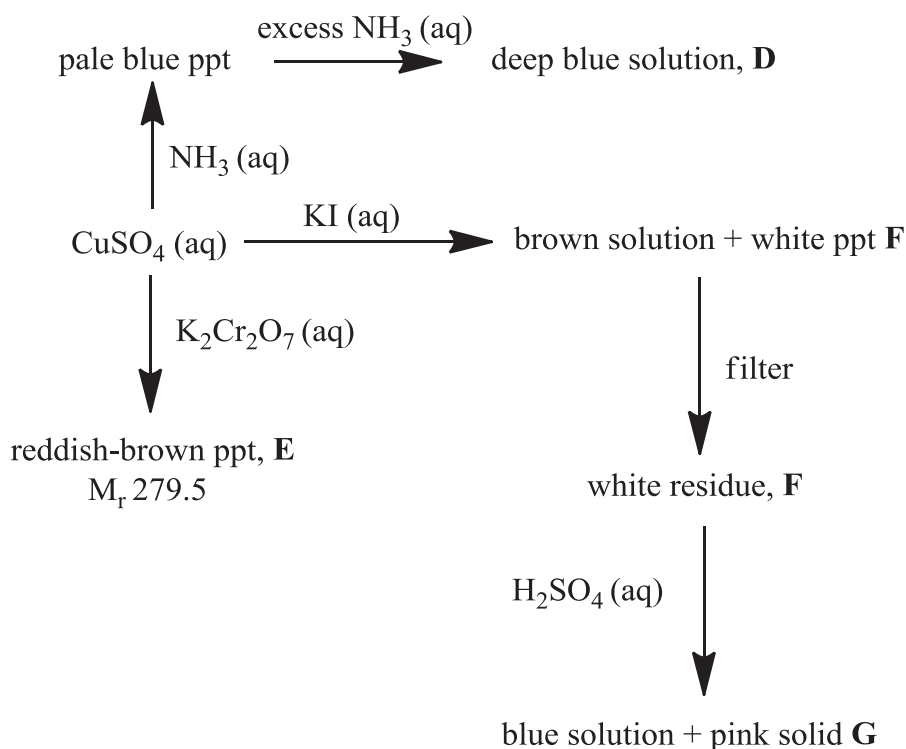 excess NH₃ (aq)
pale blue ppt
deep blue solution, D
NH₃ (aq)
KI (aq)
CuSO₄ (aq)
brown solution + white ppt F
K₂Cr₂O₇ (aq)
filter
reddish-brown ppt, E
Mᵣ 279.5
white residue, F
H₂SO₄ (aq)
blue solution + pink solid G